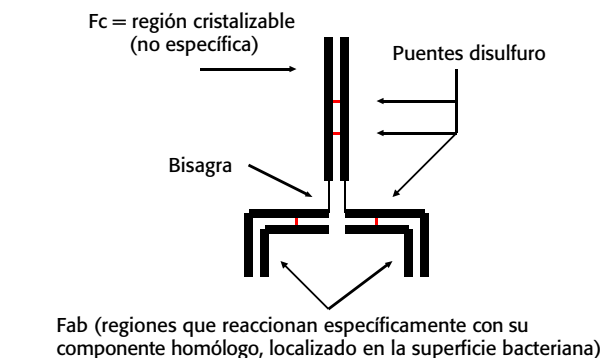 Fc = región cristalizable
(no específica)
Puentes disulfuro
Bisagra
Fab (regiones que reaccionan específicamente con su
componente homólogo, localizado en la superficie bacteriana)